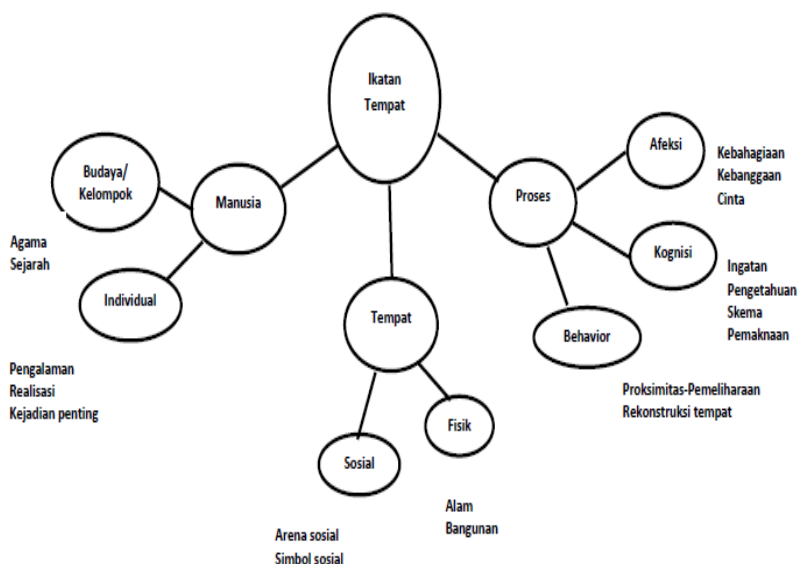 Ikatan
Tempat
Budaya/
Kelompok
Manusia
Agama
Sejarah
Individual
Pengalaman
Realisasi
Kejadian penting
Tempat
Sosial
Arena sosial
Simbol sosial
Fisik
Alam
Bangunan
Proses
Afeksi
Kebahagiaan
Kebanggaan
Cinta
Kognisi
Ingatan
Pengetahuan
Skema
Pemaknaan
Behavior
Proksimitas-Pemeliharaan
Rekonstruksi tempat